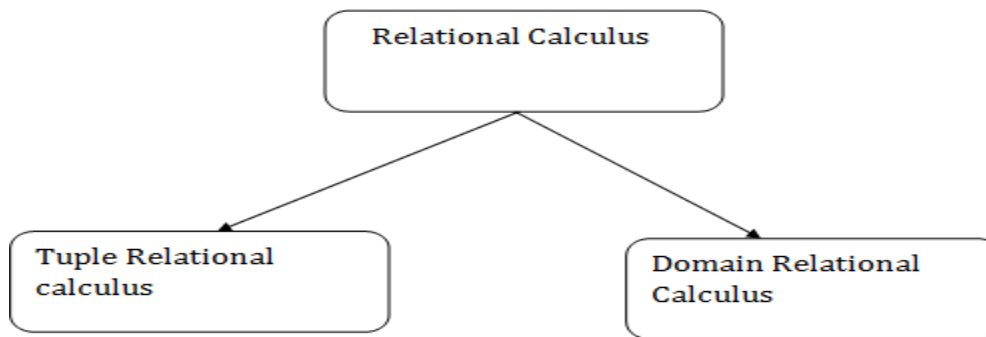 Relational Calculus
Tuple Relational
calculus
Domain Relational
Calculus